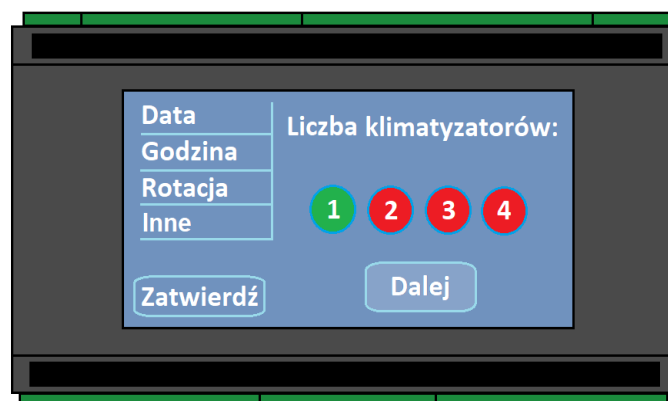 Data
Godzina
Rotacja
Inne
Zatwierdź
Liczba klimatyzatorów:
1 2 3 4
Dalej